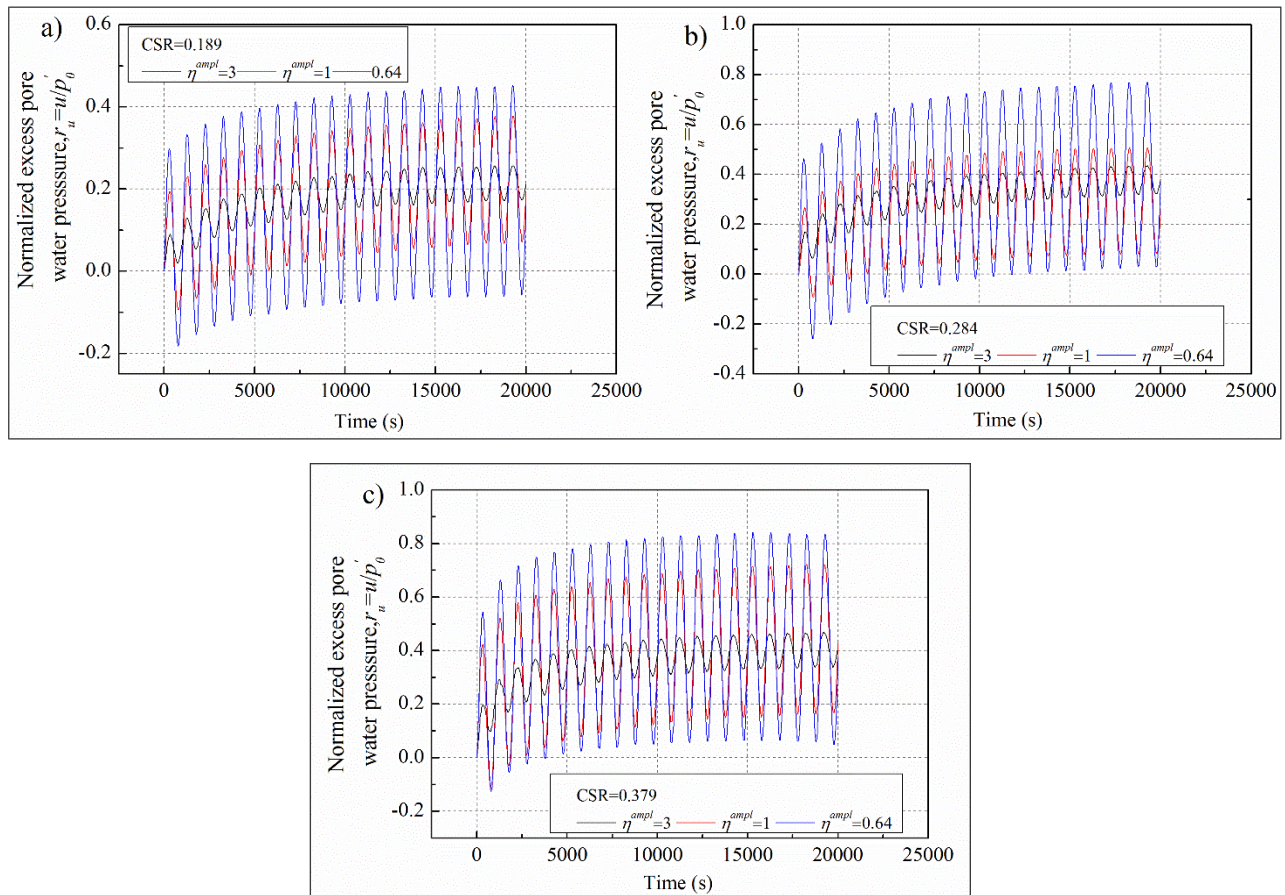 a)
CSR=0.189
η^ampl=3 η^ampl=1 0.64
Normalized excess pore
water presssure,r_u=u/p_0'
0.6
0.4
0.2
0.0
-0.2
0 5000 10000 15000 20000 25000
Time (s)
b)
CSR=0.284
η^ampl=3 η^ampl=1 η^ampl=0.64
Normalized excess pore
water presssure,r_u=u/p_0'
1.0
0.8
0.6
0.4
0.2
0.0
-0.2
-0.4
0 5000 10000 15000 20000 25000
Time (s)
c)
CSR=0.379
η^ampl=3 η^ampl=1 η^ampl=0.64
Normalized excess pore
water presssure,r_u=u/p_0'
1.0
0.8
0.6
0.4
0.2
0.0
-0.2
0 5000 10000 15000 20000 25000
Time (s)